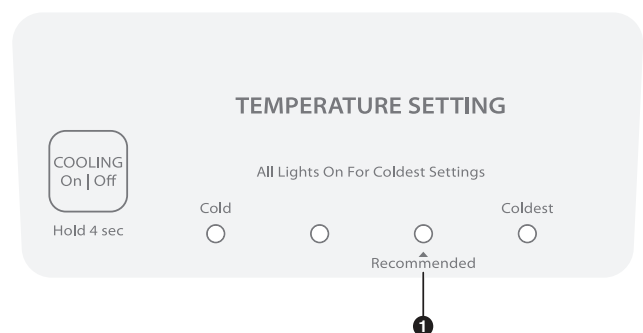 TEMPERATURE SETTING
COOLING
On | Off
Hold 4 sec
All Lights On For Coldest Settings
Cold
Coldest
Recommended
1